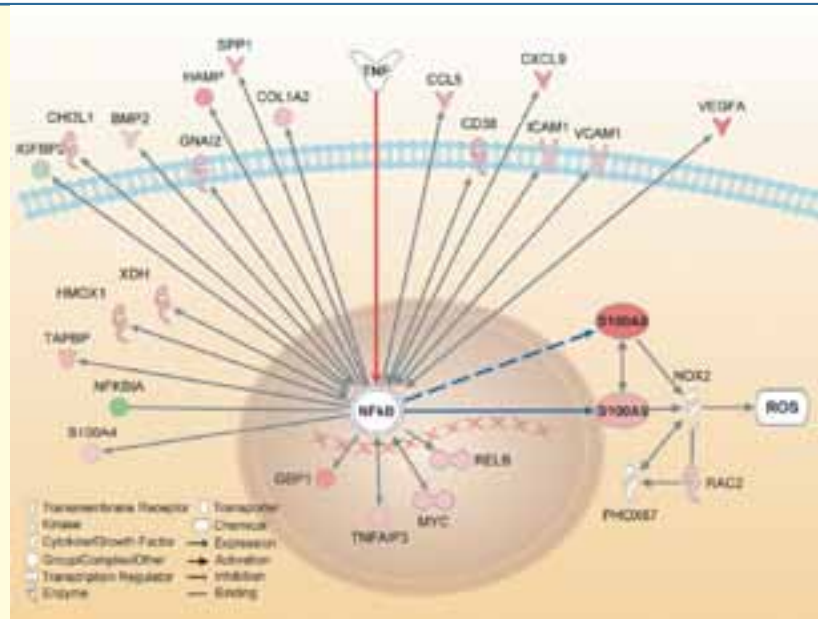 SPP1
TNF
CXCL9
HAMP
CCL5
COL1A2
VEGFA
CHI3L1
BMP2
CD38
ICAM1
VCAM1
GNAI2
IGFBP2
XDH
HMOX1
S100A8
TAPBP
NOX2
NFKBIA
NFkB
S100A9
ROS
S100A4
RELB
GBP1
RAC2
PHOX67
MYC
TNFAIP3
Transmembrane Receptor
Transporter
Kinase
Chemical
Cytokine/Growth Factor
Expression
Group/Complex/Other
Activation
Transcription Regulator
Inhibition
Enzyme
Binding